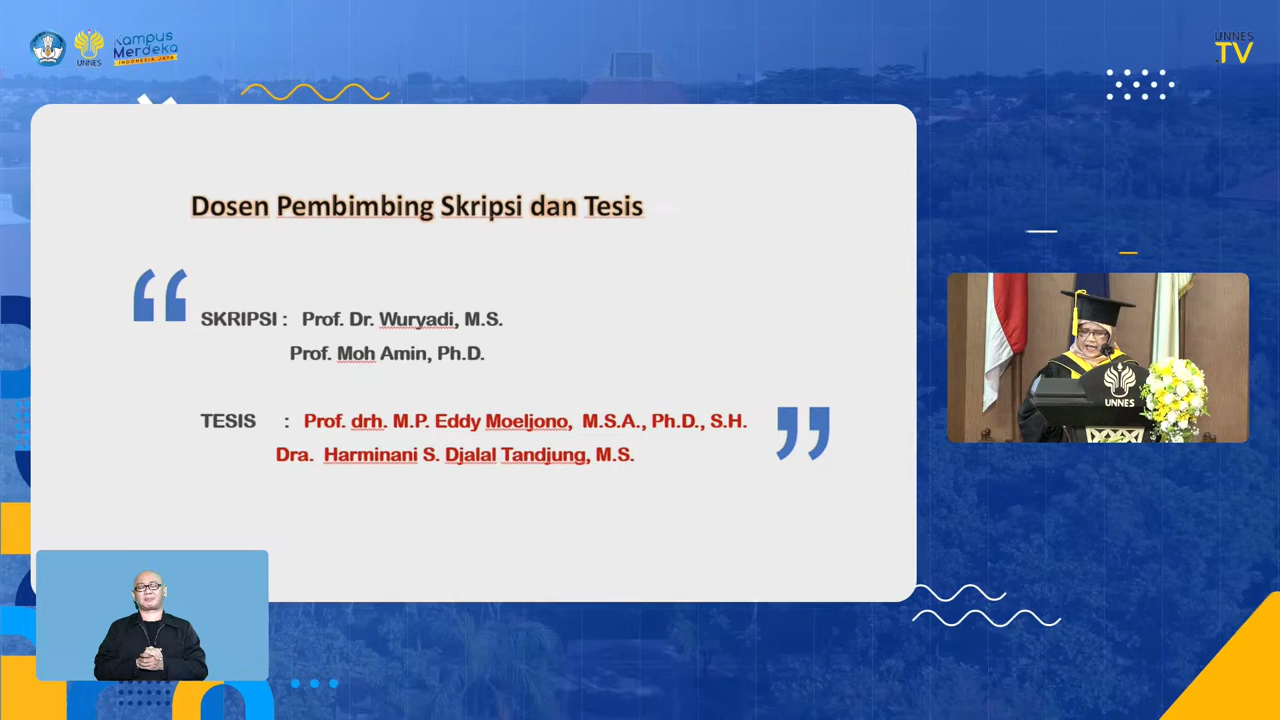 UNNES
Kampus
Merdeka
INDONESIA JAYA
UNNES
TV
Dosen Pembimbing Skripsi dan Tesis
SKRIPSI : Prof. Dr. Wuryadi, M.S.
Prof. Moh Amin, Ph.D.
TESIS : Prof. drh. M.P. Eddy Moeljono, M.S.A., Ph.D., S.H.
Dra. Harminani S. Djalal Tandjung, M.S.
UNNES